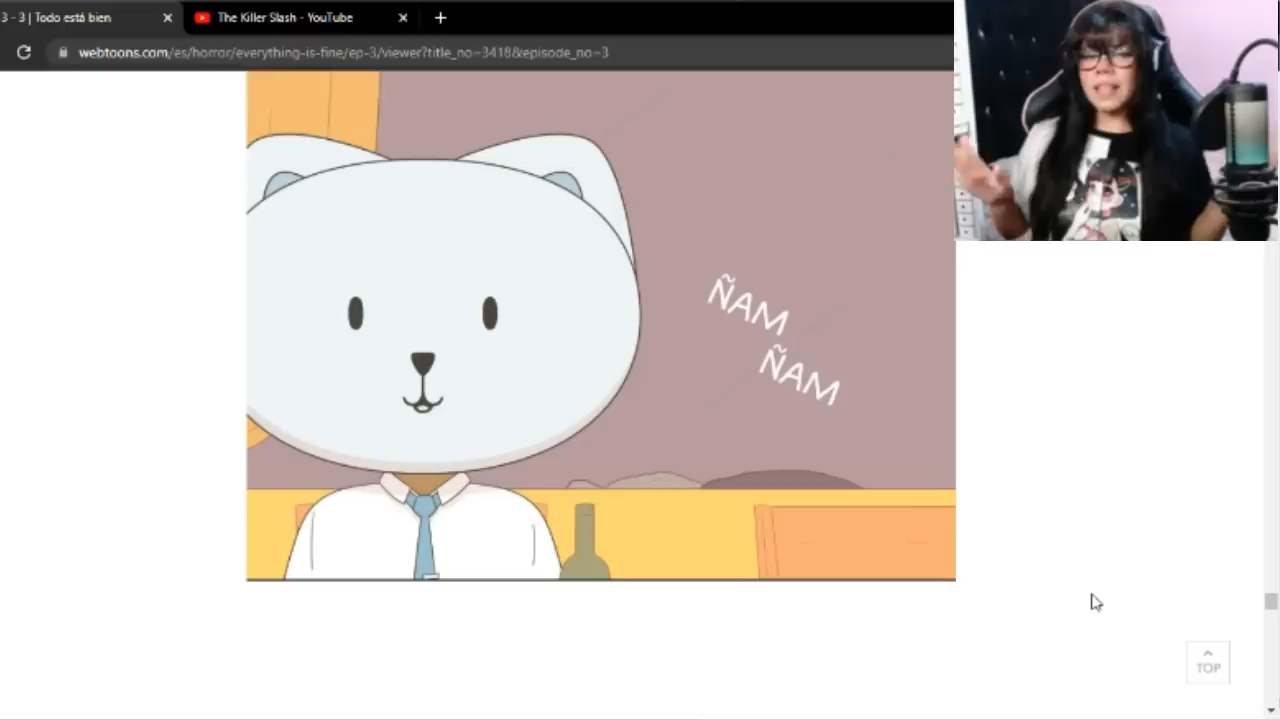 3 - 3 | Todo está bien
The Killer Slash - YouTube
webtoons.com/es/horror/everything-is-fine/ep-3/viewer?title_no=3418&episode_no=3
ÑAM
ÑAM
TOP